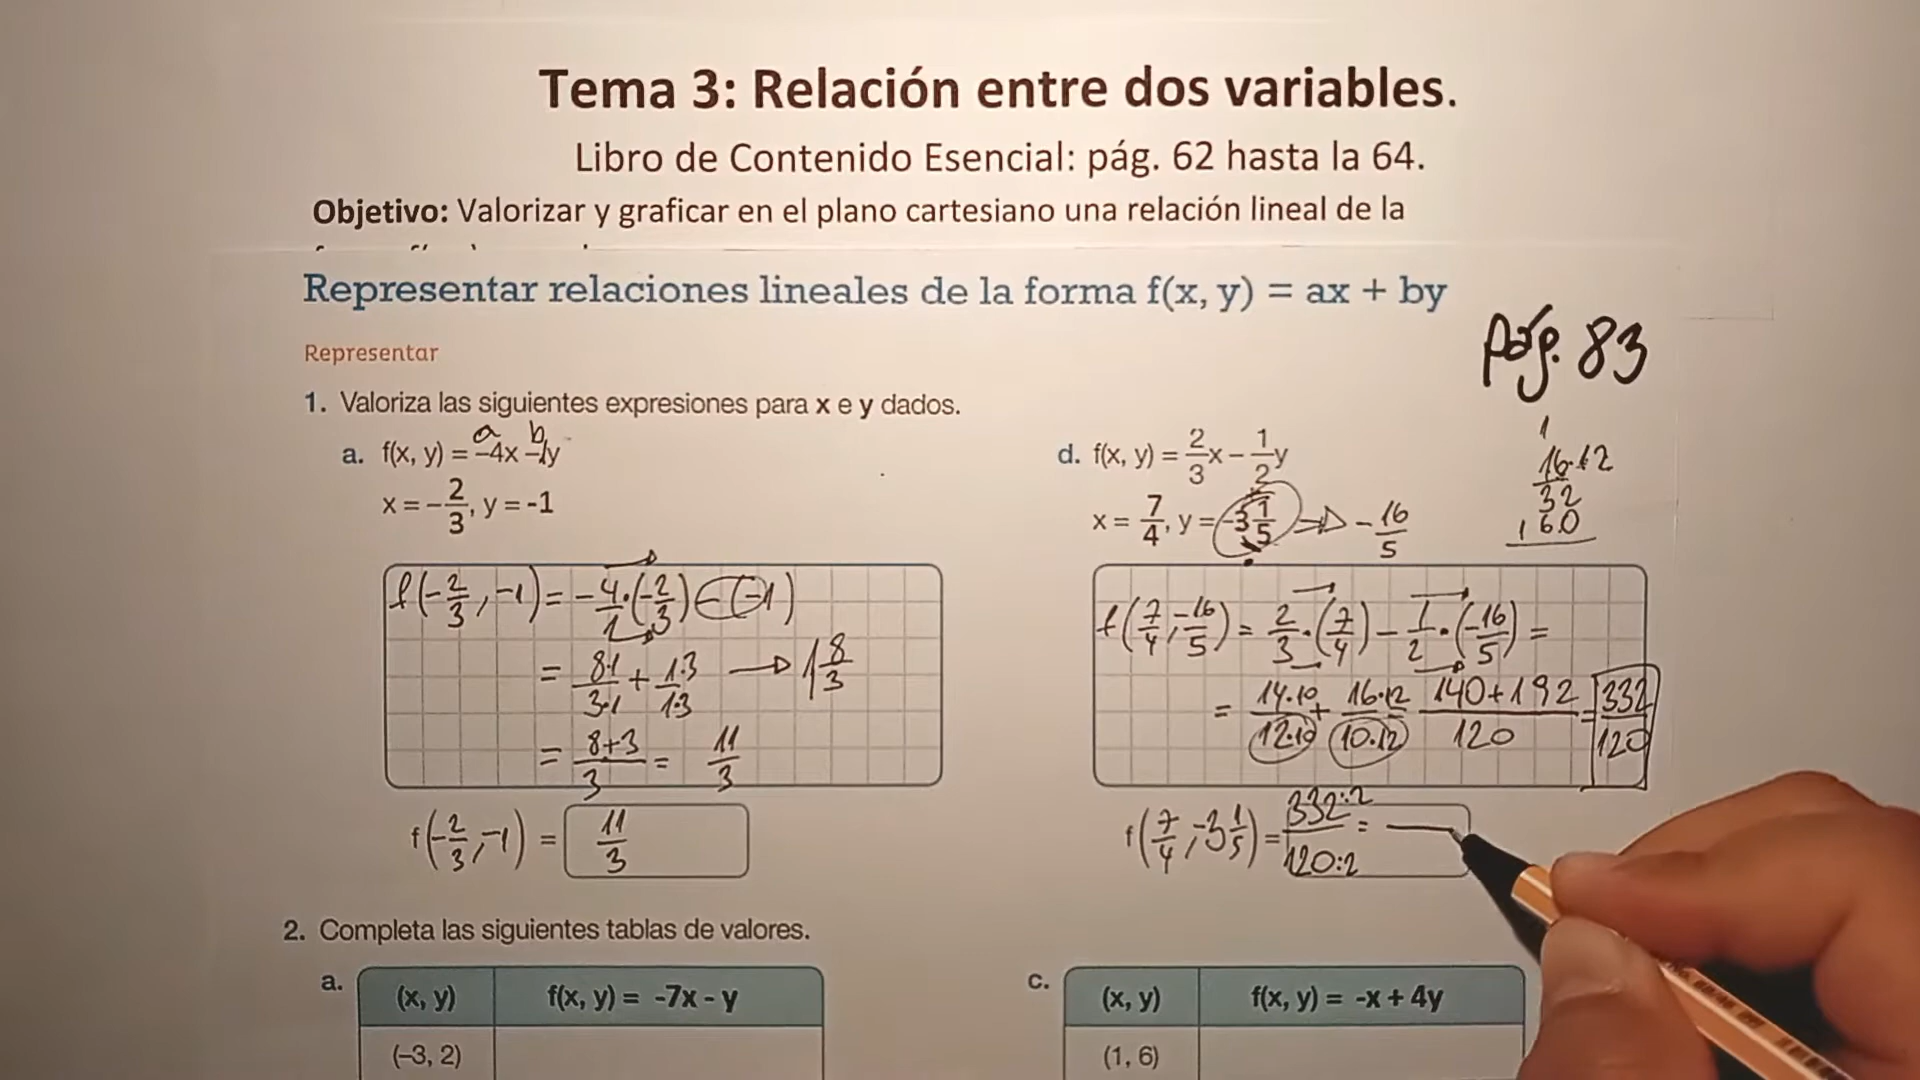 Tema 3: Relación entre dos variables.
Libro de Contenido Esencial: pág. 62 hasta la 64.
Objetivo: Valorizar y graficar en el plano cartesiano una relación lineal de la
Representar relaciones lineales de la forma f(x, y) = ax + by
pág. 83
Representar
1. Valoriza las siguientes expresiones para x e y dados.
a b
a. f(x, y) = -4x -1y
x = -2/3, y = -1
f(-2/3, -1) = -4/1·(-2/3) - (-1)
= 8·1/3·1 + 1·3/1·3 → 1 8/3
= 8+3/3 = 11/3
f(-2/3, -1) = 11/3
d. f(x, y) = 2/3x - 1/2y
x = 7/4, y = -3 1/5 → -16/5
1
16·12
32
160
f(7/4, -16/5) = 2/3·(7/4) - 1/2·(-16/5) =
= 14·10/12·10 + 16·12/10·12 = 140+192/120 = 332/120
f(7/4, -3 1/5) = 332:2/120:2 =
2. Completa las siguientes tablas de valores.
a.
(x, y) f(x, y) = -7x - y
(-3, 2)
c.
(x, y) f(x, y) = -x + 4y
(1, 6)